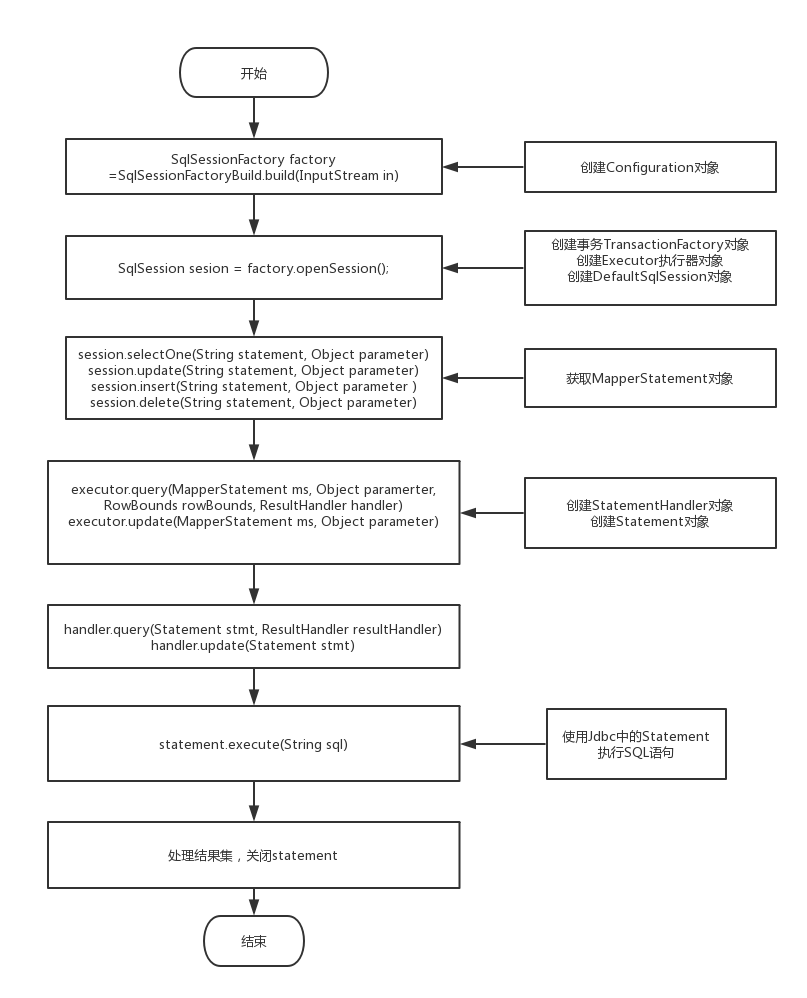 开始
SqlSessionFactory factory
=SqlSessionFactoryBuild.build(InputStream in)
创建Configuration对象
SqlSession sesion = factory.openSession();
创建事务TransactionFactory对象
创建Executor执行器对象
创建DefaultSqlSession对象
session.selectOne(String statement, Object parameter)
session.update(String statement, Object parameter)
session.insert(String statement, Object parameter )
session.delete(String statement, Object parameter)
获取MapperStatement对象
executor.query(MapperStatement ms, Object paramerter,
RowBounds rowBounds, ResultHandler handler)
executor.update(MapperStatement ms, Object parameter)
创建StatementHandler对象
创建Statement对象
handler.query(Statement stmt, ResultHandler resultHandler)
handler.update(Statement stmt)
statement.execute(String sql)
使用Jdbc中的Statement
执行SQL语句
处理结果集，关闭statement
结束